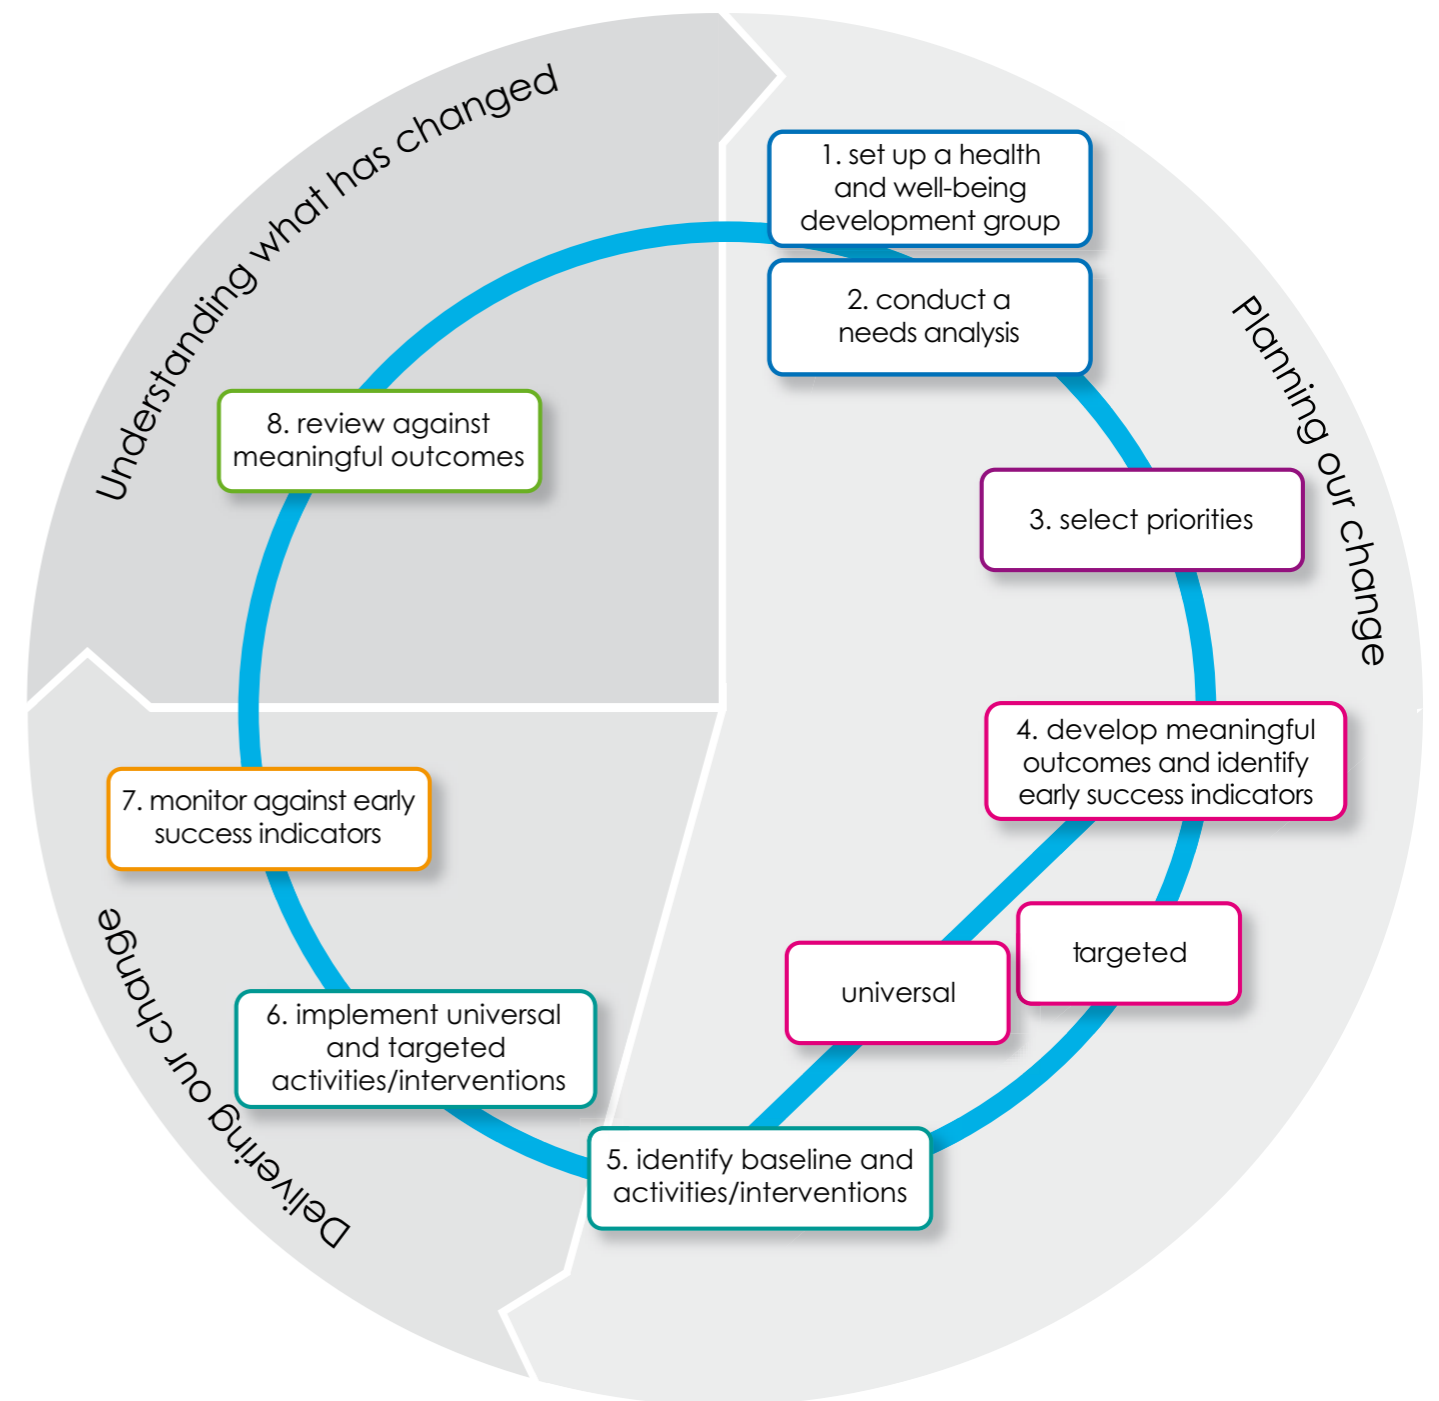 Understanding what has changed
1. set up a health
and well-being
development group
2. conduct a
needs analysis
Planning our change
3. select priorities
4. develop meaningful
outcomes and identify
early success indicators
targeted
universal
5. identify baseline and
activities/interventions
6. implement universal
and targeted
activities/interventions
Delivering our change
7. monitor against early
success indicators
8. review against
meaningful outcomes